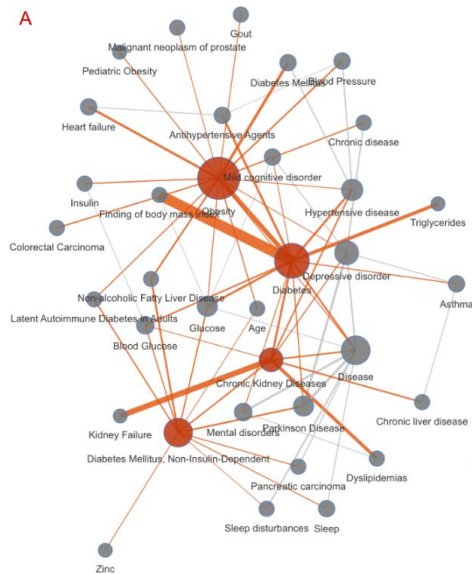 A
Gout
Malignant neoplasm of prostate
Pediatric Obesity
Diabetes Mellitus
Blood Pressure
Heart failure
Antihypertensive Agents
Chronic disease
Mild cognitive disorder
Insulin
Obesity
Finding of body mass index
Hypertensive disease
Triglycerides
Colorectal Carcinoma
Depressive disorder
Diabetes
Non-alcoholic Fatty Liver Disease
Asthma
Latent Autoimmune Diabetes in Adults
Glucose
Age
Blood Glucose
Disease
Chronic Kidney Diseases
Chronic liver disease
Kidney Failure
Mental disorders
Parkinson Disease
Diabetes Mellitus, Non-Insulin-Dependent
Dyslipidemias
Pancreatic carcinoma
Sleep disturbances
Sleep
Zinc